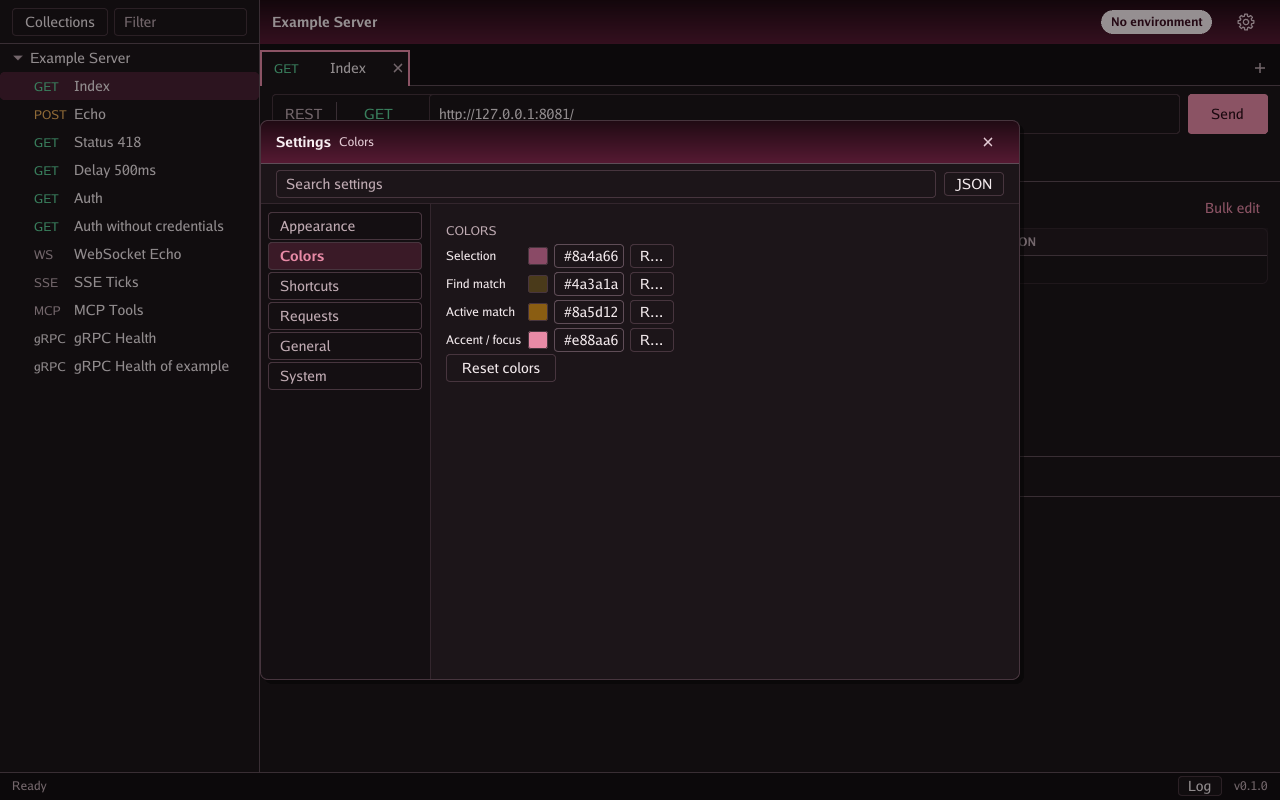 Collections
Filter
Example Server
No environment
Example Server
GET Index
POST Echo
GET Status 418
GET Delay 500ms
GET Auth
GET Auth without credentials
WS WebSocket Echo
SSE SSE Ticks
MCP MCP Tools
gRPC gRPC Health
gRPC gRPC Health of example
GET Index
REST GET http://127.0.0.1:8081/
Send
Bulk edit
ON
Settings Colors
Search settings
JSON
Appearance
Colors
Shortcuts
Requests
General
System
COLORS
Selection #8a4a66 R...
Find match #4a3a1a R...
Active match #8a5d12 R...
Accent / focus #e88aa6 R...
Reset colors
Ready
Log
v0.1.0